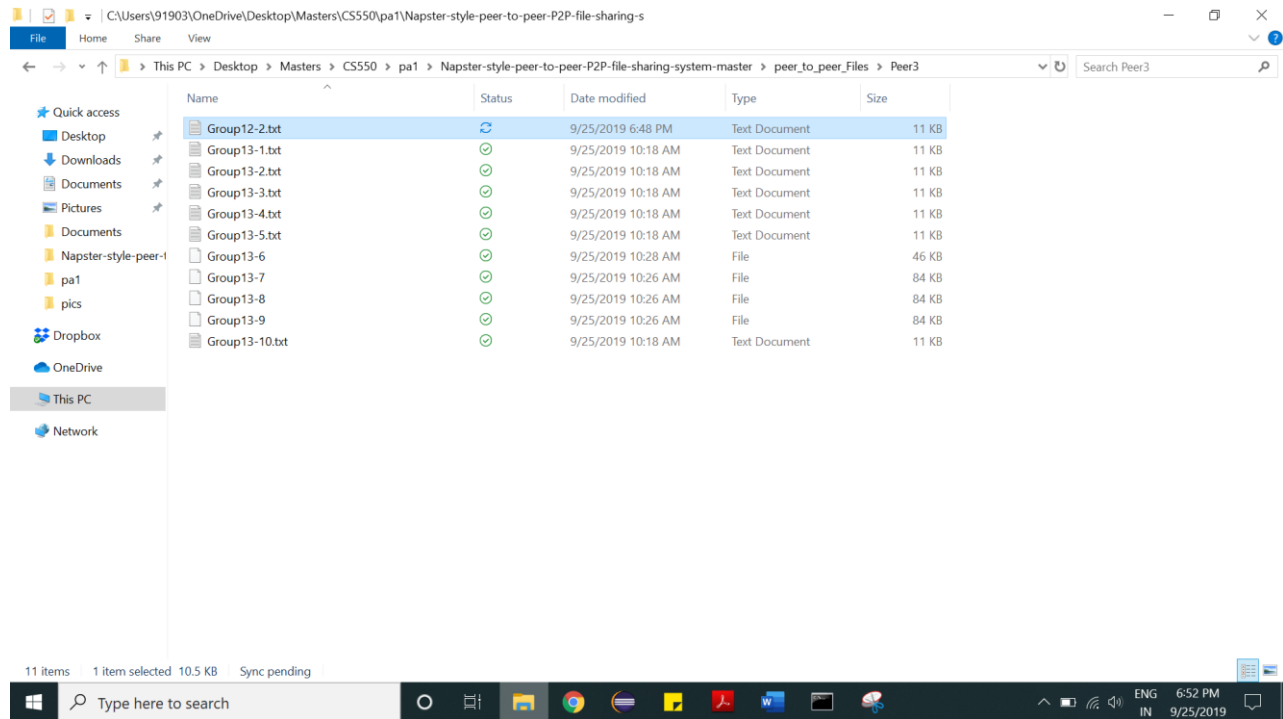 C:\Users\91903\OneDrive\Desktop\Masters\CS550\pa1\Napster-style-peer-to-peer-P2P-file-sharing-s
File Home Share View
This PC > Desktop > Masters > CS550 > pa1 > Napster-style-peer-to-peer-P2P-file-sharing-system-master > peer_to_peer_Files > Peer3 Search Peer3
Quick access
Desktop
Downloads
Documents
Pictures
Documents
Napster-style-peer-t
pa1
pics
Dropbox
OneDrive
This PC
Network
Name Status Date modified Type Size
Group12-2.txt 9/25/2019 6:48 PM Text Document 11 KB
Group13-1.txt 9/25/2019 10:18 AM Text Document 11 KB
Group13-2.txt 9/25/2019 10:18 AM Text Document 11 KB
Group13-3.txt 9/25/2019 10:18 AM Text Document 11 KB
Group13-4.txt 9/25/2019 10:18 AM Text Document 11 KB
Group13-5.txt 9/25/2019 10:18 AM Text Document 11 KB
Group13-6 9/25/2019 10:28 AM File 46 KB
Group13-7 9/25/2019 10:26 AM File 84 KB
Group13-8 9/25/2019 10:26 AM File 84 KB
Group13-9 9/25/2019 10:26 AM File 84 KB
Group13-10.txt 9/25/2019 10:18 AM Text Document 11 KB
11 items 1 item selected 10.5 KB Sync pending
Type here to search
ENG 6:52 PM
IN 9/25/2019